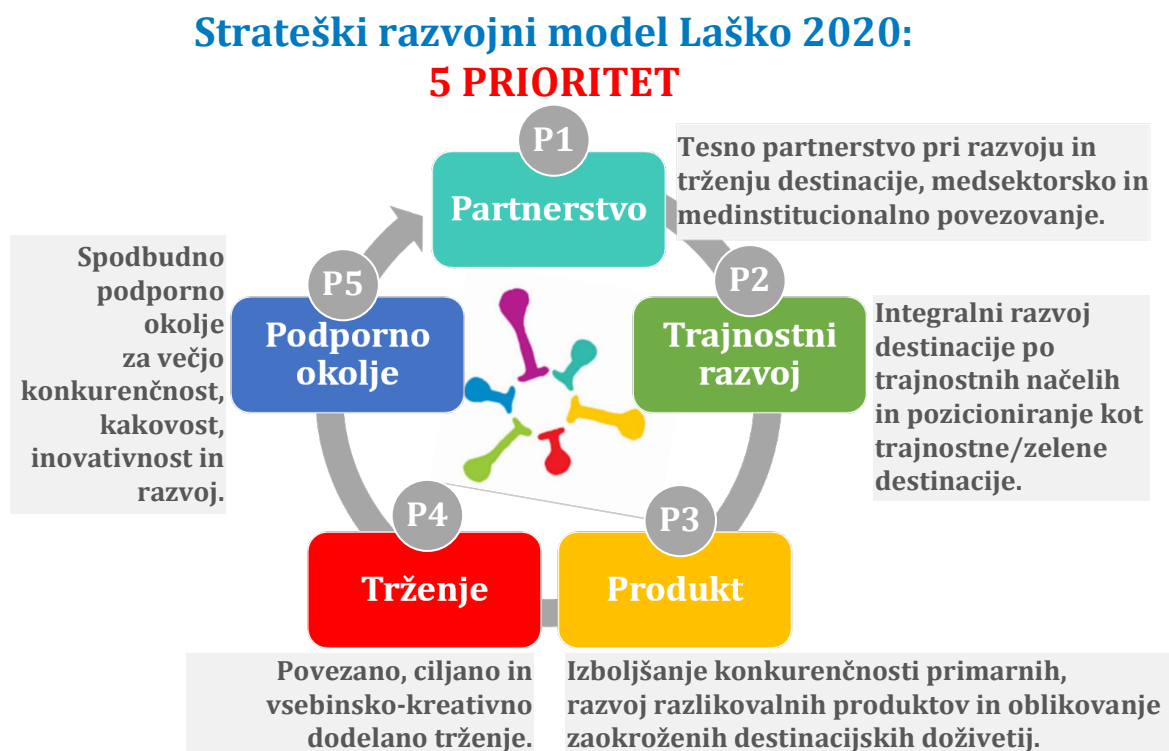 Strateški razvojni model Laško 2020:
5 PRIORITET
P1
Partnerstvo
Tesno partnerstvo pri razvoju in
trženju destinacije, medsektorsko in
medinstitucionalno povezovanje.
P2
Trajnostni
razvoj
Integralni razvoj
destinacije po
trajnostnih načelih
in pozicioniranje kot
trajnostne/zelene
destinacije.
P3
Produkt
Izboljšanje konkurenčnosti primarnih,
razvoj razlikovalnih produktov in oblikovanje
zaokroženih destinacijskih doživetij.
P4
Trženje
Povezano, ciljano in
vsebinsko-kreativno
dodelano trženje.
P5
Podporno
okolje
Spodbudno
podporno
okolje
za večjo
konkurenčnost,
kakovost,
inovativnost in
razvoj.